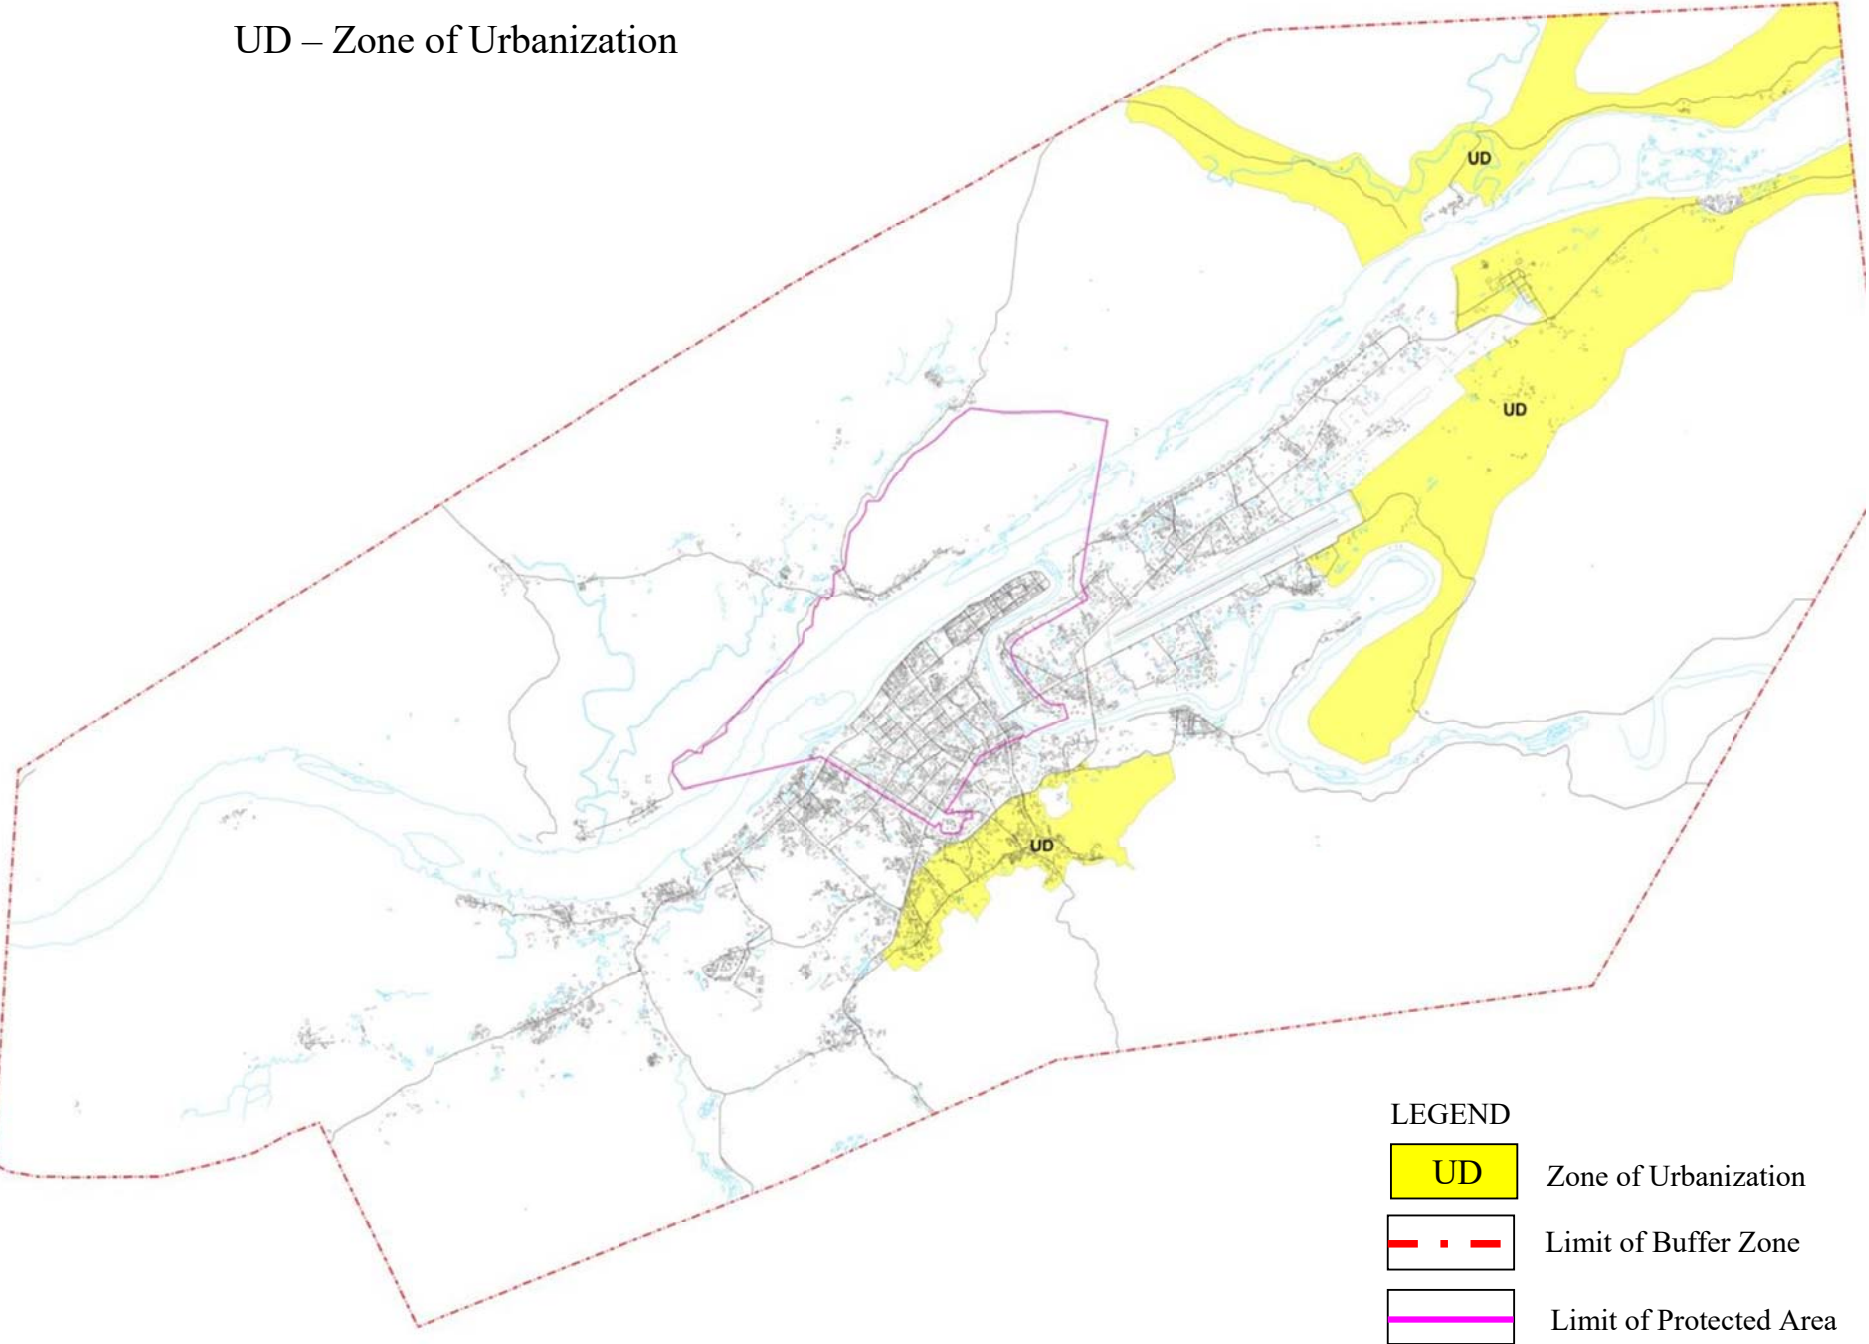 UD – Zone of Urbanization
UD
UD
UD
LEGEND
UD Zone of Urbanization
Limit of Buffer Zone
Limit of Protected Area